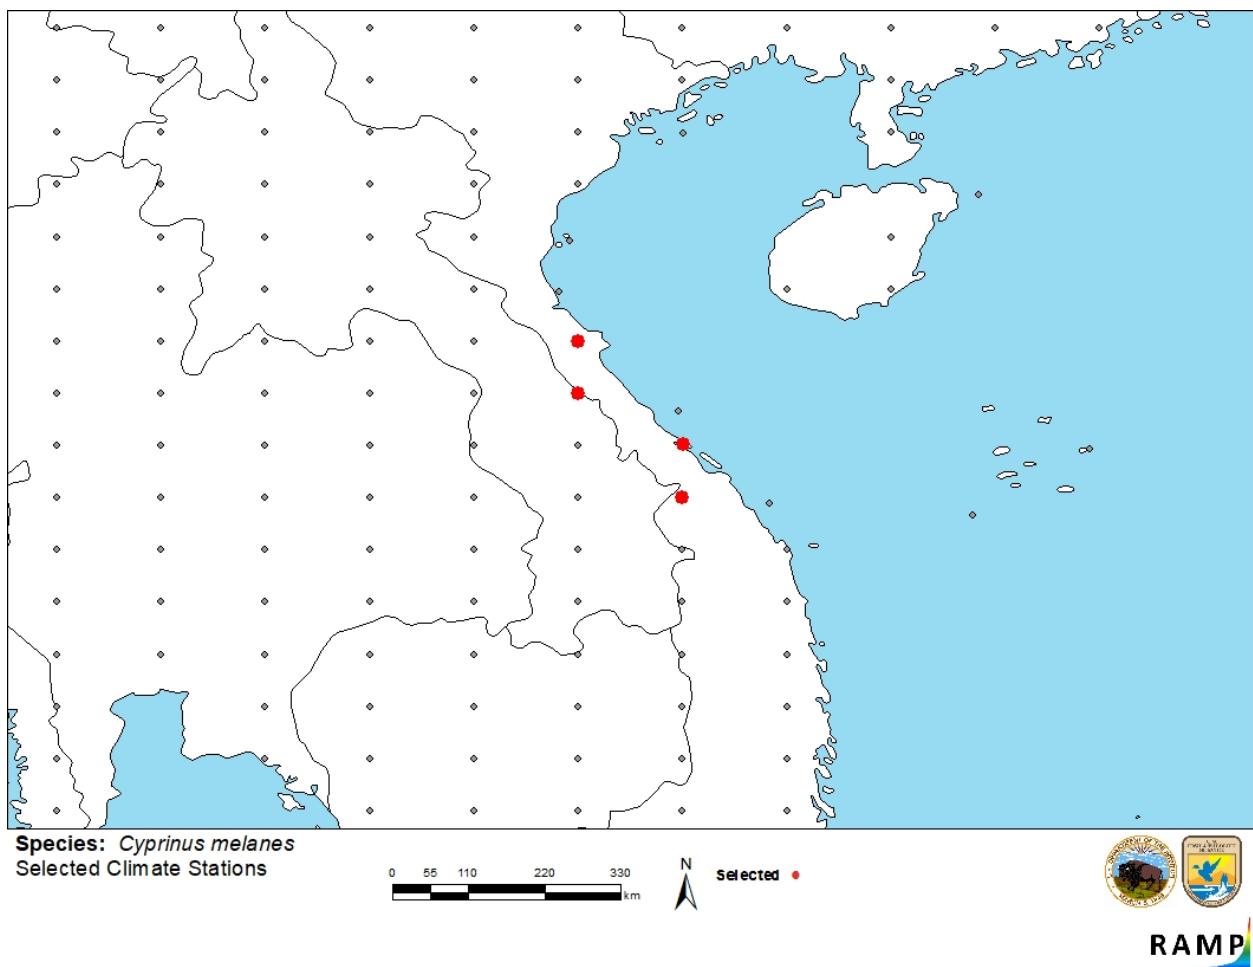 Species: Cyprinus melanes
Selected Climate Stations
0 55 110 220 330
km
N
Selected
RAMP